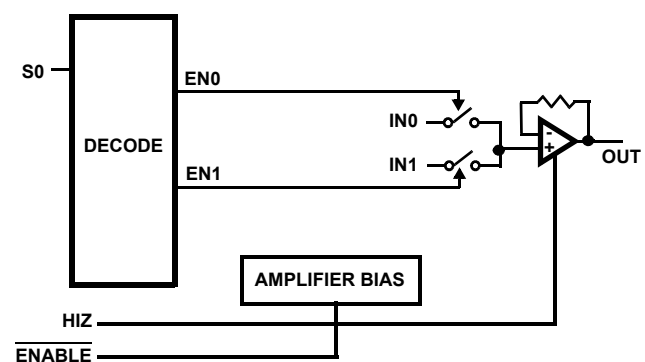 S0
EN0
IN0
DECODE
IN1
OUT
EN1
AMPLIFIER BIAS
HIZ
ENABLE
-
+